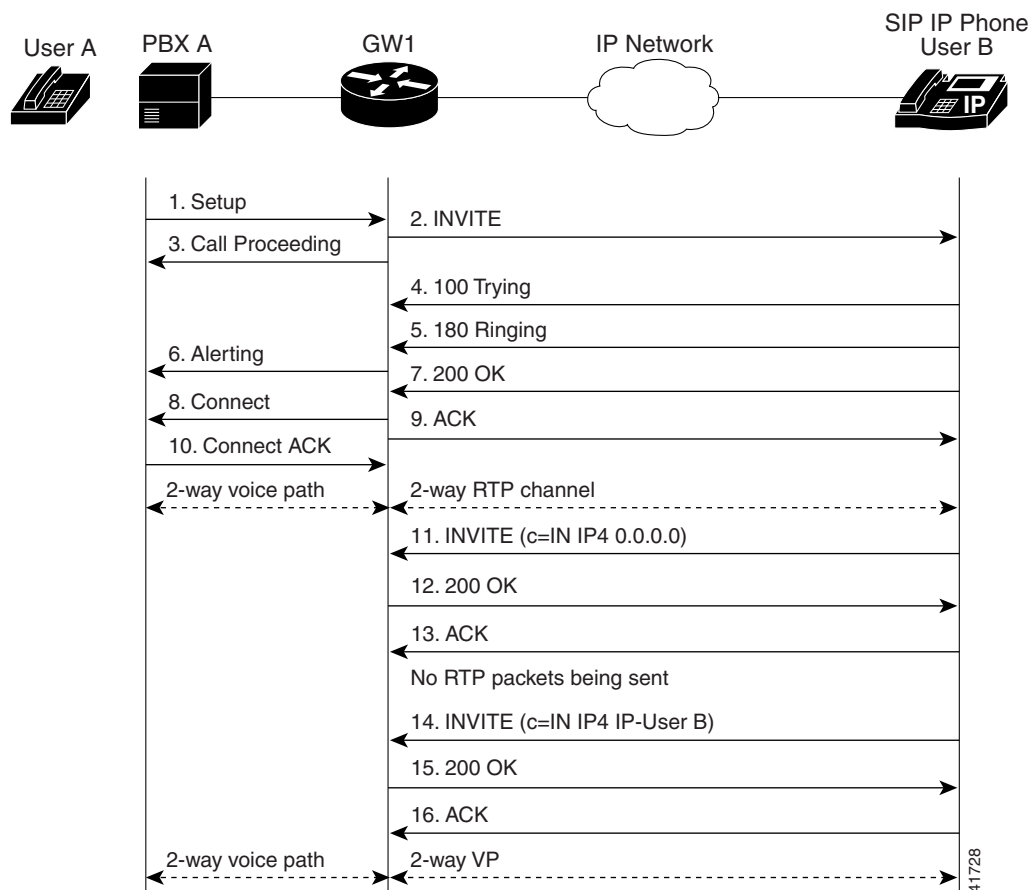 User A
PBX A
GW1
IP Network
SIP IP Phone
User B
IP
1. Setup
2. INVITE
3. Call Proceeding
4. 100 Trying
5. 180 Ringing
6. Alerting
7. 200 OK
8. Connect
9. ACK
10. Connect ACK
2-way voice path
2-way RTP channel
11. INVITE (c=IN IP4 0.0.0.0)
12. 200 OK
13. ACK
No RTP packets being sent
14. INVITE (c=IN IP4 IP-User B)
15. 200 OK
16. ACK
2-way voice path
2-way VP
41728